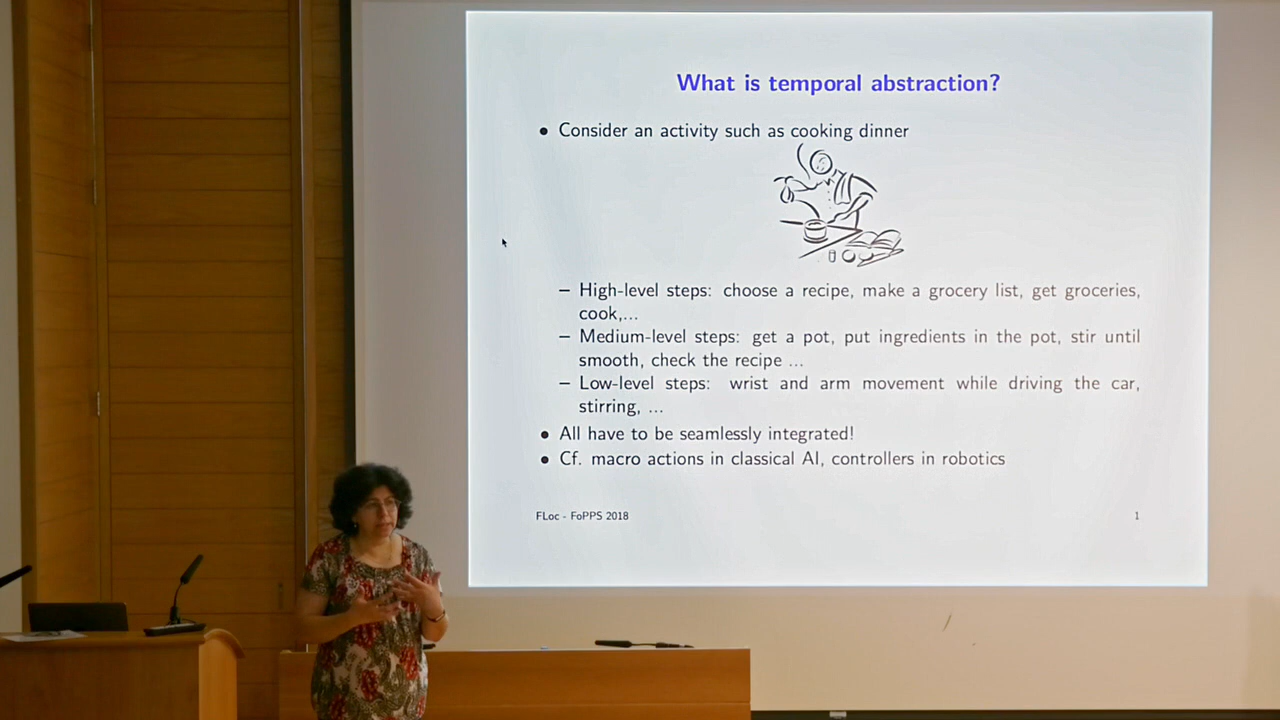 What is temporal abstraction?
• Consider an activity such as cooking dinner
– High-level steps: choose a recipe, make a grocery list, get groceries,
cook,...
– Medium-level steps: get a pot, put ingredients in the pot, stir until
smooth, check the recipe ...
– Low-level steps: wrist and arm movement while driving the car,
stirring, ...
• All have to be seamlessly integrated!
• Cf. macro actions in classical AI, controllers in robotics
FLoc - FoPPS 2018 1